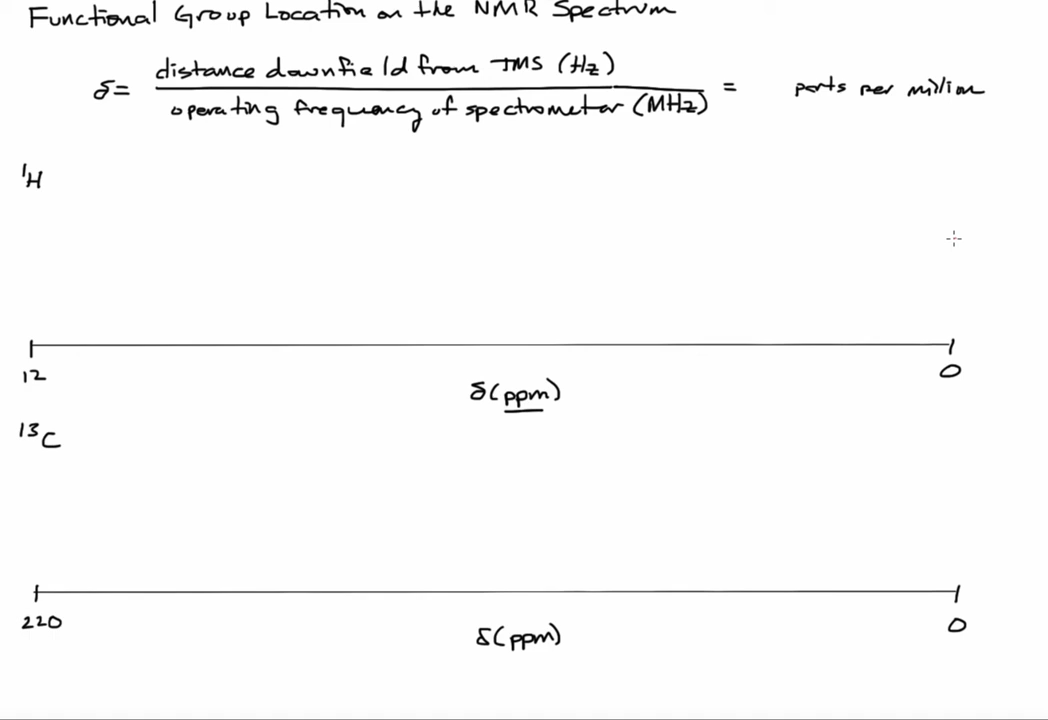 Functional Group Location on the NMR Spectrum
δ = distance downfield from TMS (Hz) / operating frequency of spectrometer (MHz) = parts per million
¹H
12 0
δ(ppm)
¹³C
220 0
δ(ppm)